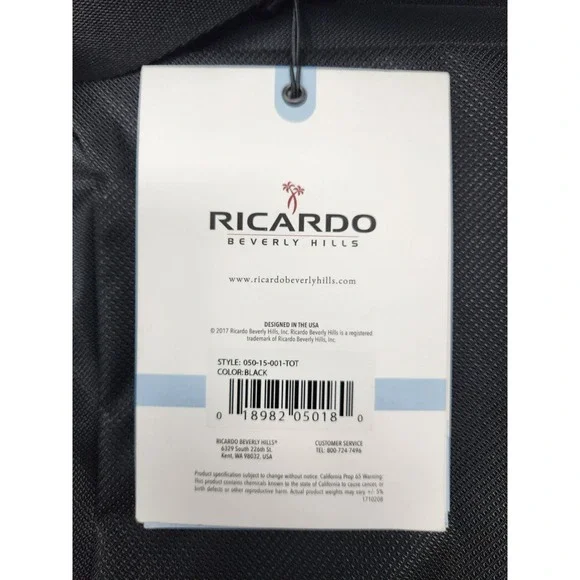 RICARDO
BEVERLY HILLS
www.ricardobeverlyhills.com
DESIGNED IN THE USA
© 2017 Ricardo Beverly Hills, Inc. Ricardo Beverly Hills is a registered
trademark of Ricardo Beverly Hills, Inc.
STYLE: 050-15-001-TOT
COLOR:BLACK
0 18982 05018 0
RICARDO BEVERLY HILLS®
6329 South 226th St.
Kent, WA 98032, USA
CUSTOMER SERVICE
TEL: 800-724-7496
Product specification subject to change without notice. California Prop 65 Warning:
This product contains chemicals known to the state of California to cause cancer, or
birth defects or other reproductive harm. Actual product weights may vary +/- 5%
1710208